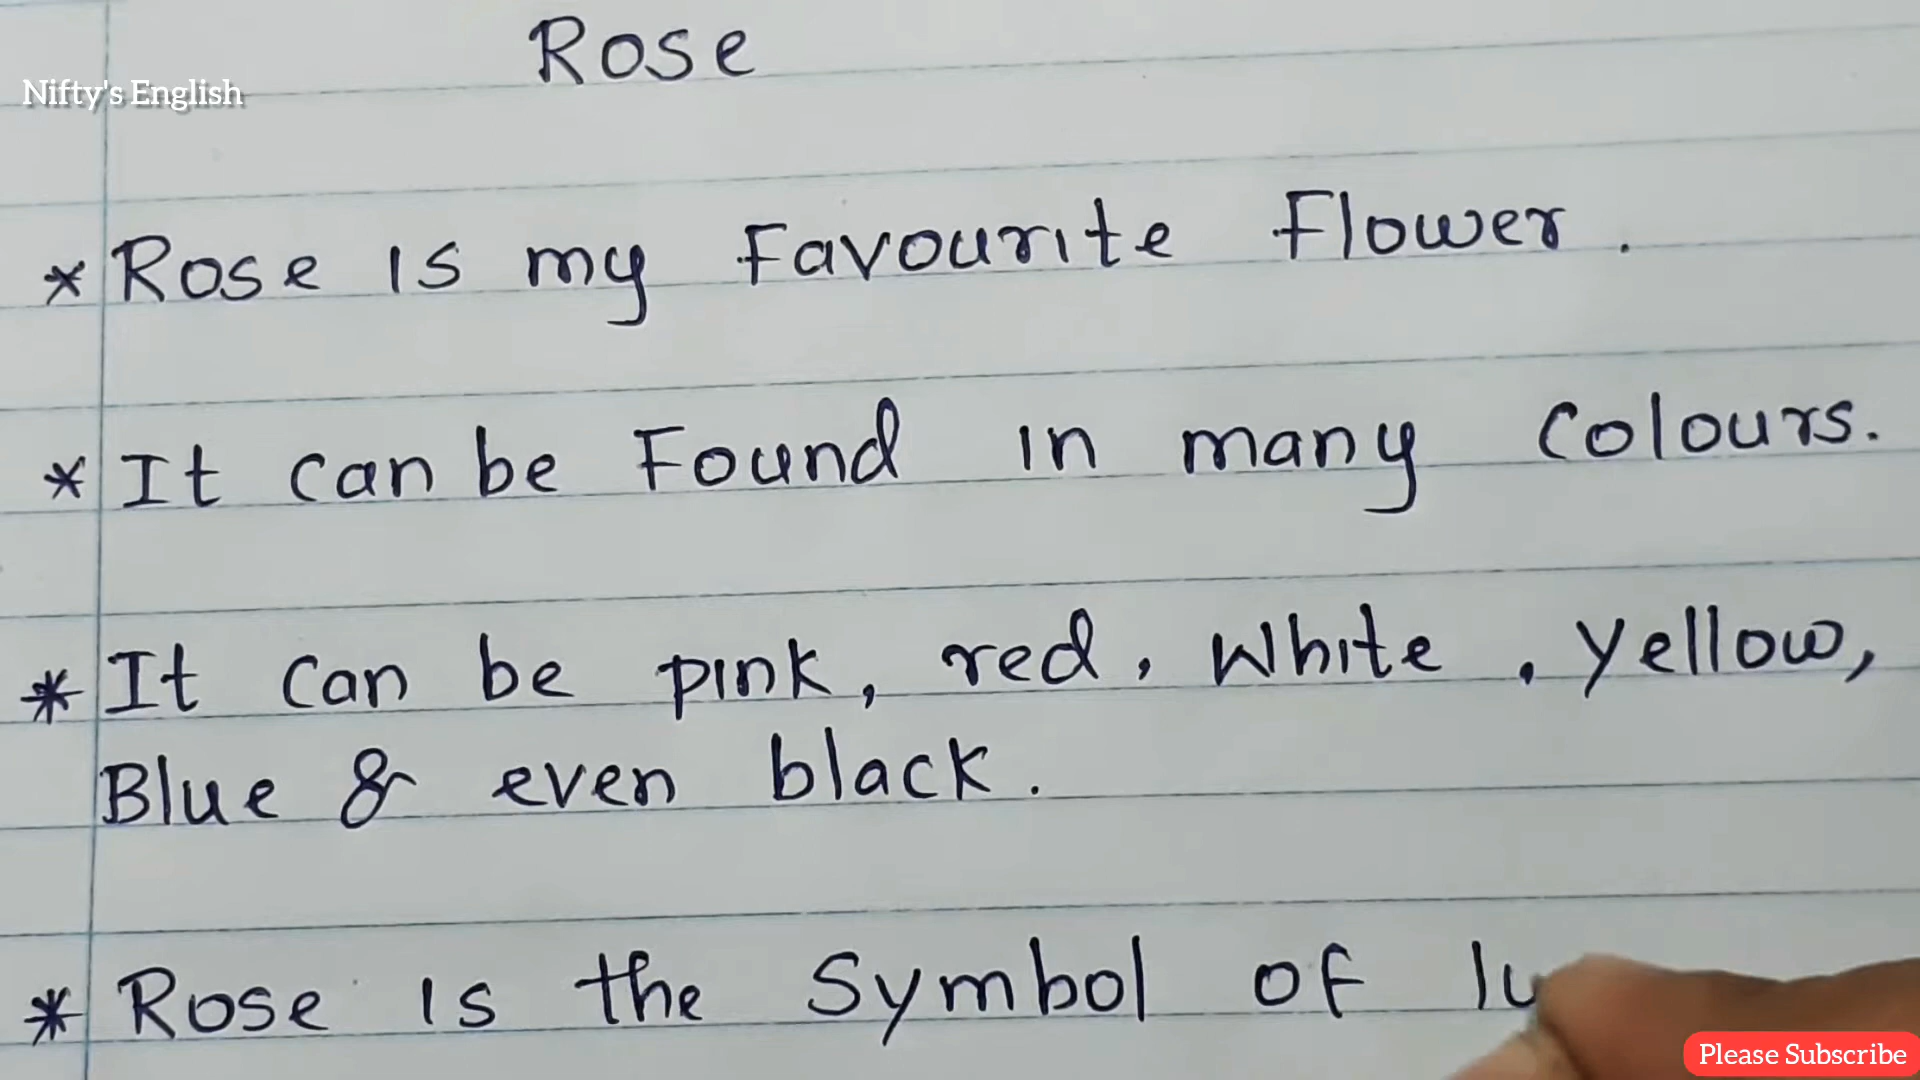 Rose
Nifty's English
* Rose is my Favourite Flower.
* It can be Found in many Colours.
* It can be pink, red, White, yellow,
Blue & even black.
* Rose is the Symbol of
Please Subscribe